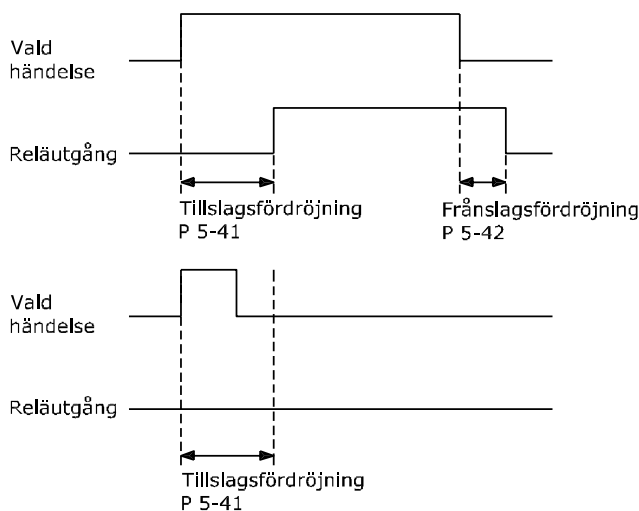 Vald
händelse
Reläutgång
Tillslagsfördröjning
P 5-41
Frånslagsfördröjning
P 5-42
Vald
händelse
Reläutgång
Tillslagsfördröjning
P 5-41